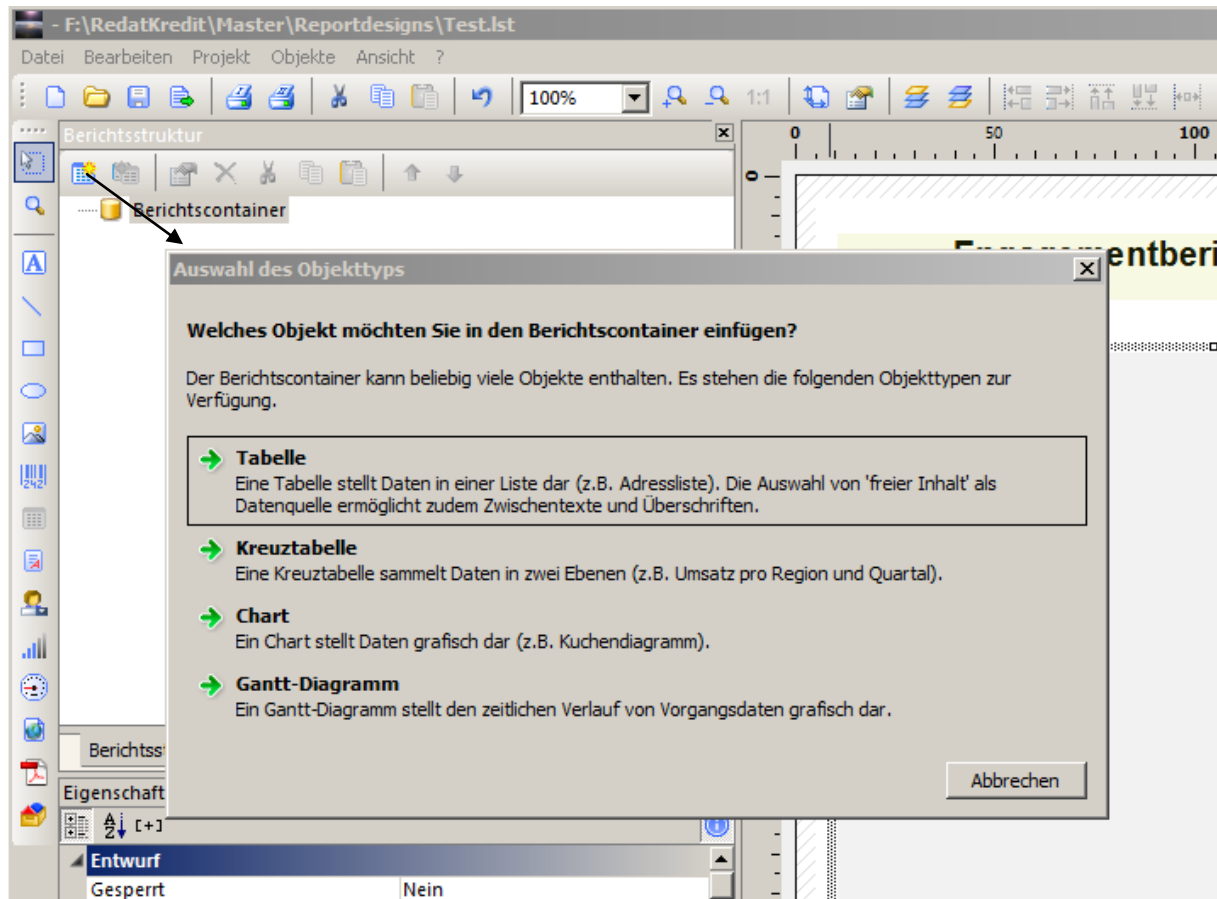 - F:\RedatKredit\Master\Reportdesigns\Test.lst
Datei Bearbeiten Projekt Objekte Ansicht ?
100% 1:1
Berichtsstruktur
0 50 100
Berichtscontainer
0
Auswahl des Objekttyps
Welches Objekt möchten Sie in den Berichtscontainer einfügen?
Der Berichtscontainer kann beliebig viele Objekte enthalten. Es stehen die folgenden Objekttypen zur
Verfügung.
Tabelle
Eine Tabelle stellt Daten in einer Liste dar (z.B. Adressliste). Die Auswahl von 'freier Inhalt' als
Datenquelle ermöglicht zudem Zwischentexte und Überschriften.
Kreuztabelle
Eine Kreuztabelle sammelt Daten in zwei Ebenen (z.B. Umsatz pro Region und Quartal).
Chart
Ein Chart stellt Daten grafisch dar (z.B. Kuchendiagramm).
Gantt-Diagramm
Ein Gantt-Diagramm stellt den zeitlichen Verlauf von Vorgangsdaten grafisch dar.
Abbrechen
Eigenschaft
Entwurf
Gesperrt Nein